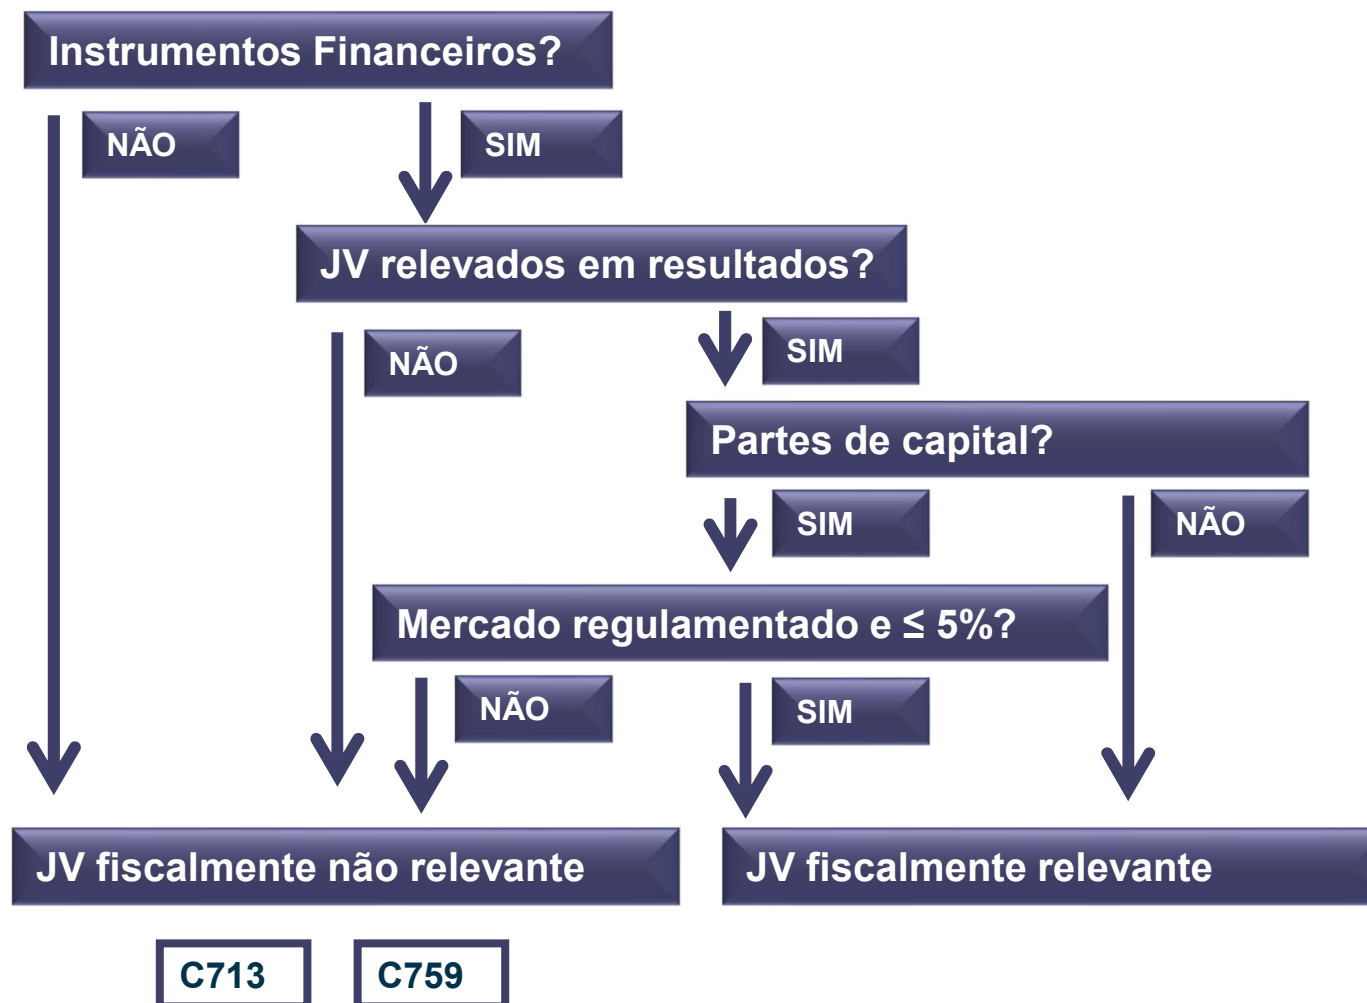 Instrumentos Financeiros?
NÃO
SIM
JV relevados em resultados?
NÃO
SIM
Partes de capital?
SIM
NÃO
Mercado regulamentado e ≤ 5%?
NÃO
SIM
JV fiscalmente não relevante
JV fiscalmente relevante
C713
C759